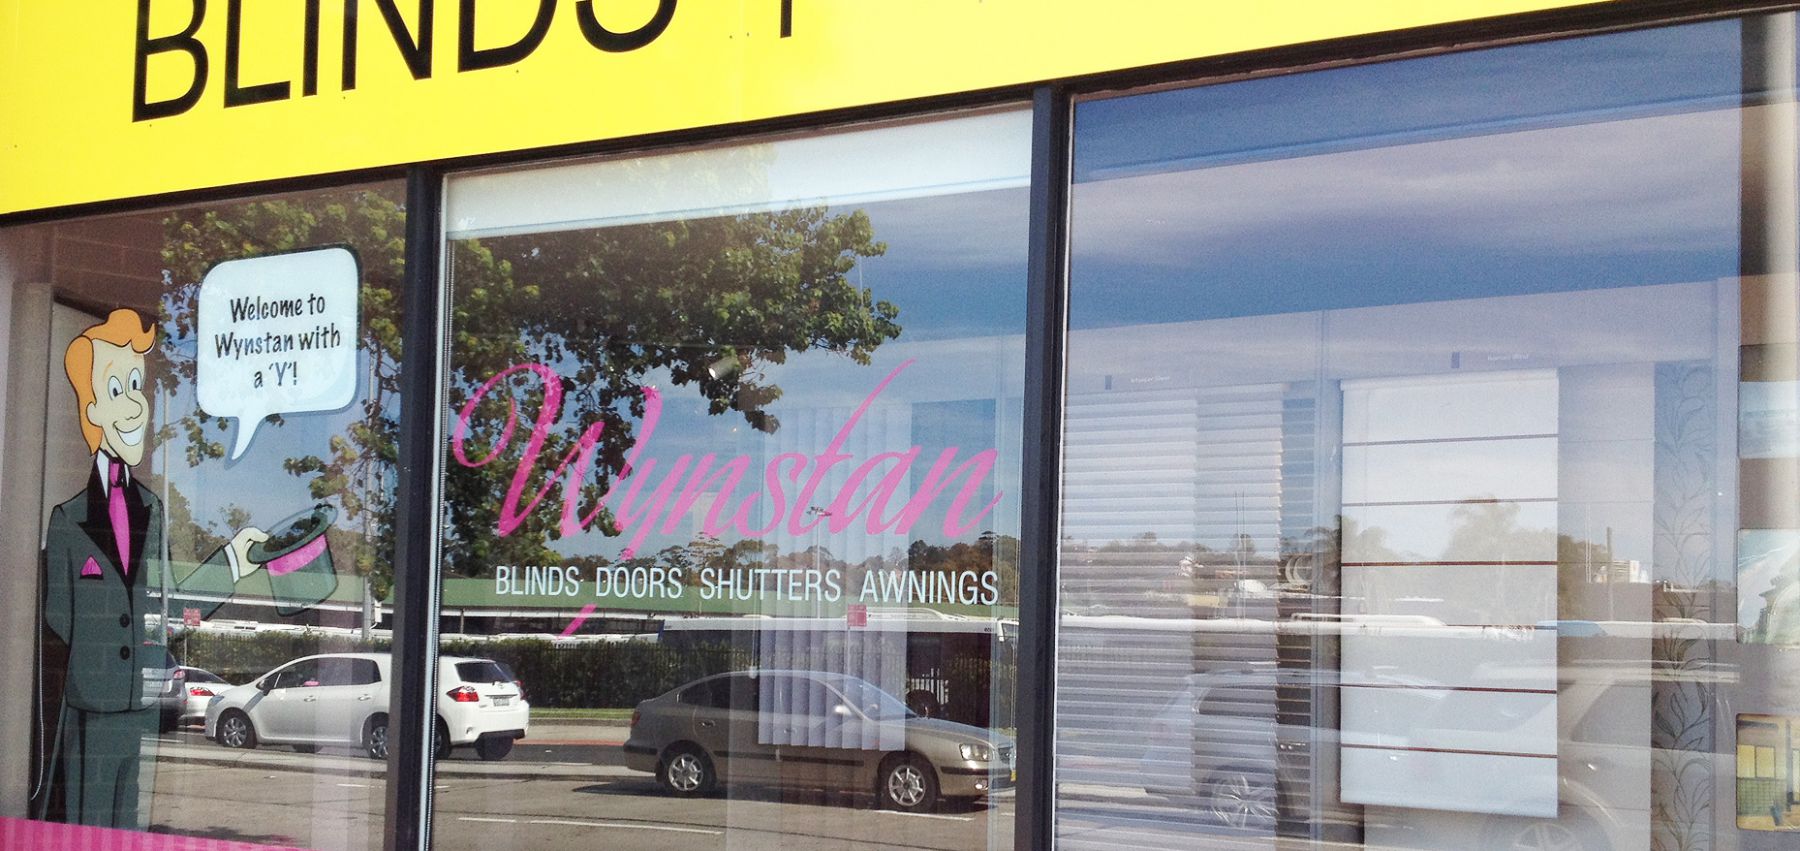 BLINDS
Welcome to
Wynstan with
a 'Y'!
Wynstan
BLINDS DOORS SHUTTERS AWNINGS